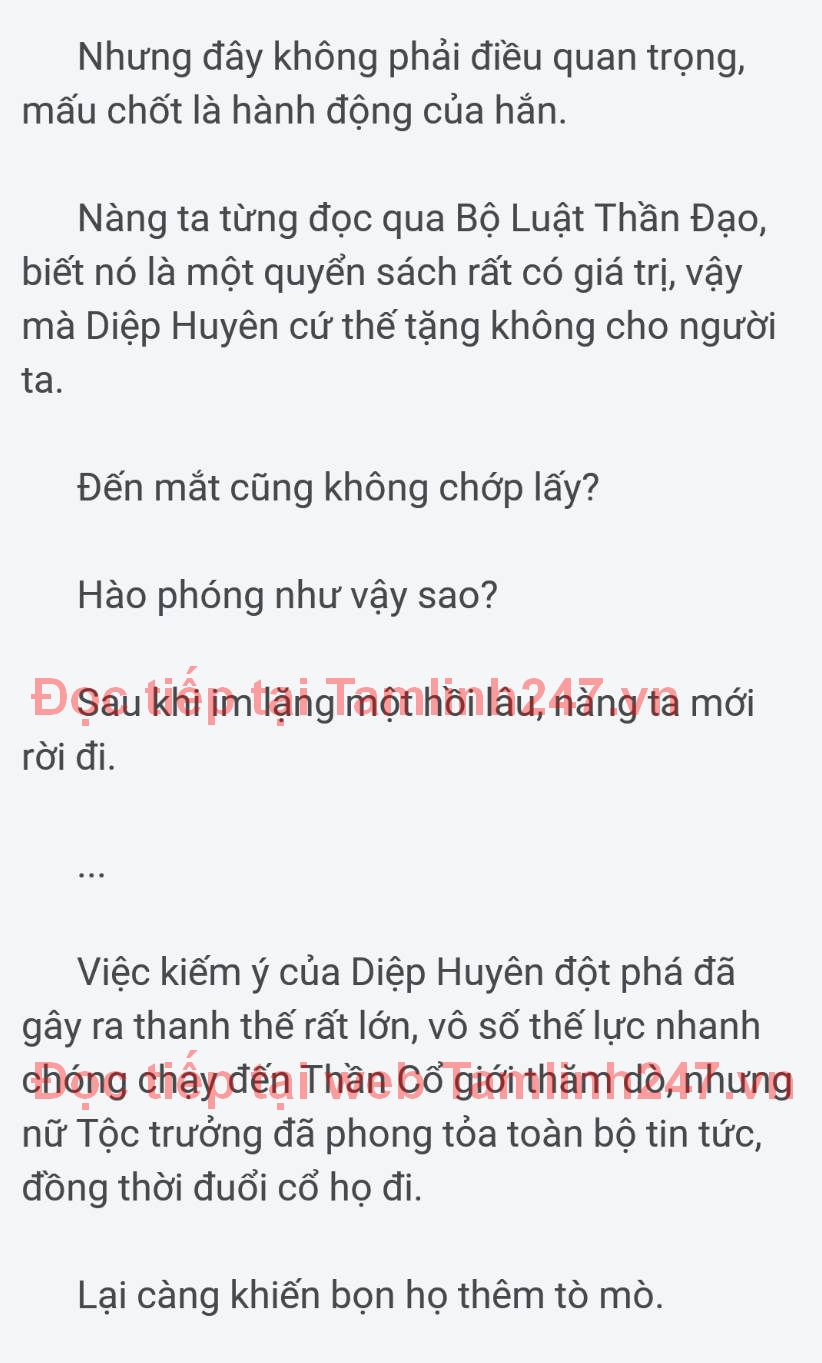 Nhưng đây không phải điều quan trọng,
mấu chốt là hành động của hắn.
Nàng ta từng đọc qua Bộ Luật Thần Đạo,
biết nó là một quyển sách rất có giá trị, vậy
mà Diệp Huyên cứ thế tặng không cho người
ta.
Đến mắt cũng không chớp lấy?
Hào phóng như vậy sao?
Đọc tiếp tại Tamlinh247.vn
Sau khi im lặng một hồi lâu, nàng ta mới
rời đi.
...
Việc kiếm ý của Diệp Huyên đột phá đã
gây ra thanh thế rất lớn, vô số thế lực nhanh
Đọc tiếp tại web Tamlinh247.vn
chóng chạy đến Thần Cổ giới thăm dò, nhưng
nữ Tộc trưởng đã phong tỏa toàn bộ tin tức,
đồng thời đuổi cổ họ đi.
Lại càng khiến bọn họ thêm tò mò.